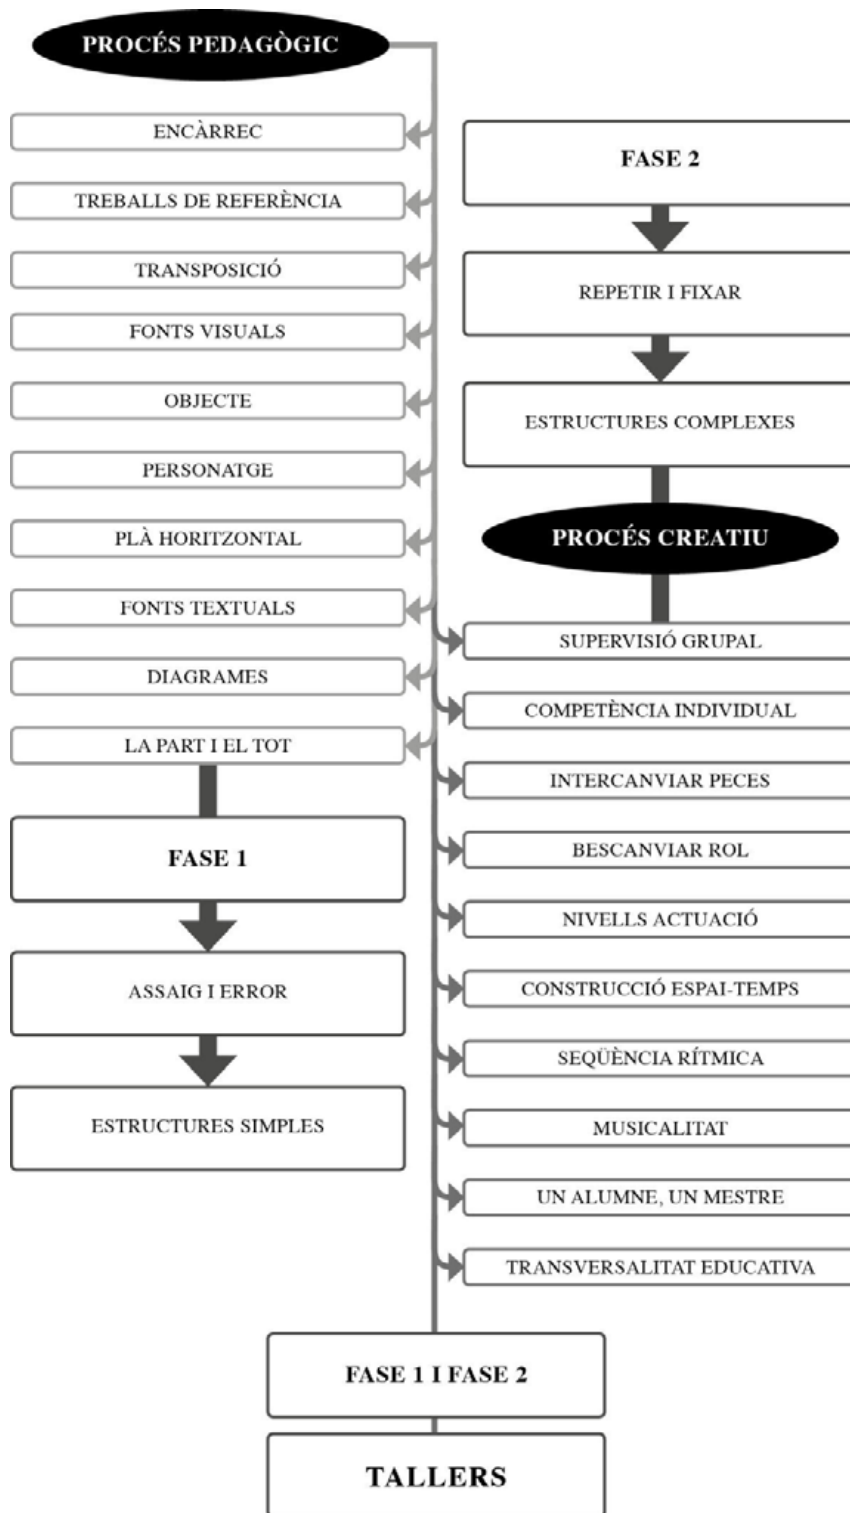 PROCÉS PEDAGÒGIC
ENCÀRREC
TREBALLS DE REFERÈNCIA
TRANSPOSICIÓ
FONTS VISUALS
OBJECTE
PERSONATGE
PLÀ HORITZONTAL
FONTS TEXTUALS
DIAGRAMES
LA PART I EL TOT
FASE 1
ASSAIG I ERROR
ESTRUCTURES SIMPLES
FASE 2
REPETIR I FIXAR
ESTRUCTURES COMPLEXES
PROCÉS CREATIU
SUPERVISIÓ GRUPAL
COMPETÈNCIA INDIVIDUAL
INTERCANVIAR PECES
BESCANVIAR ROL
NIVELLS ACTUACIÓ
CONSTRUCCIÓ ESPAI-TEMPS
SEQÜÈNCIA RÍTMICA
MUSICALITAT
UN ALUMNE, UN MESTRE
TRANSVERSALITAT EDUCATIVA
FASE 1 I FASE 2
TALLERS